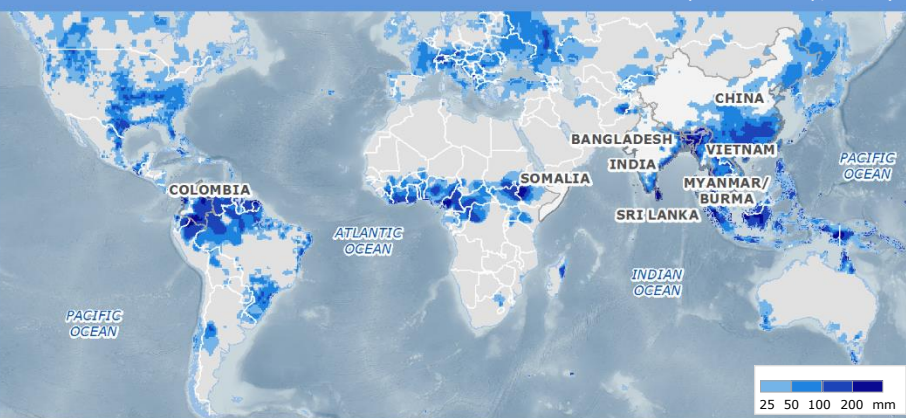 CHINA
BANGLADESH
VIETNAM
INDIA
PACIFIC
OCEAN
SOMALIA
MYANMAR/
BURMA
COLOMBIA
SRI LANKA
ATLANTIC
OCEAN
INDIAN
OCEAN
PACIFIC
OCEAN
25 50 100 200 mm